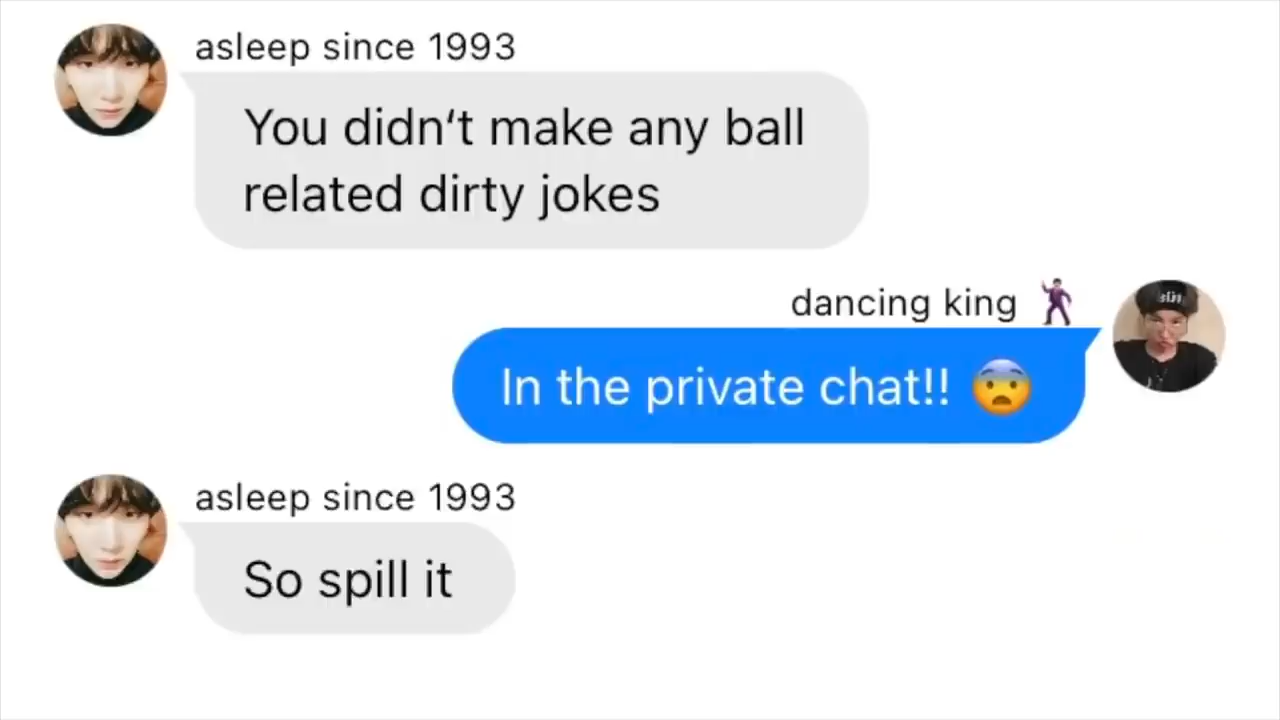 asleep since 1993
You didn‘t make any ball
related dirty jokes
dancing king 🕺
In the private chat!! 😨
asleep since 1993
So spill it